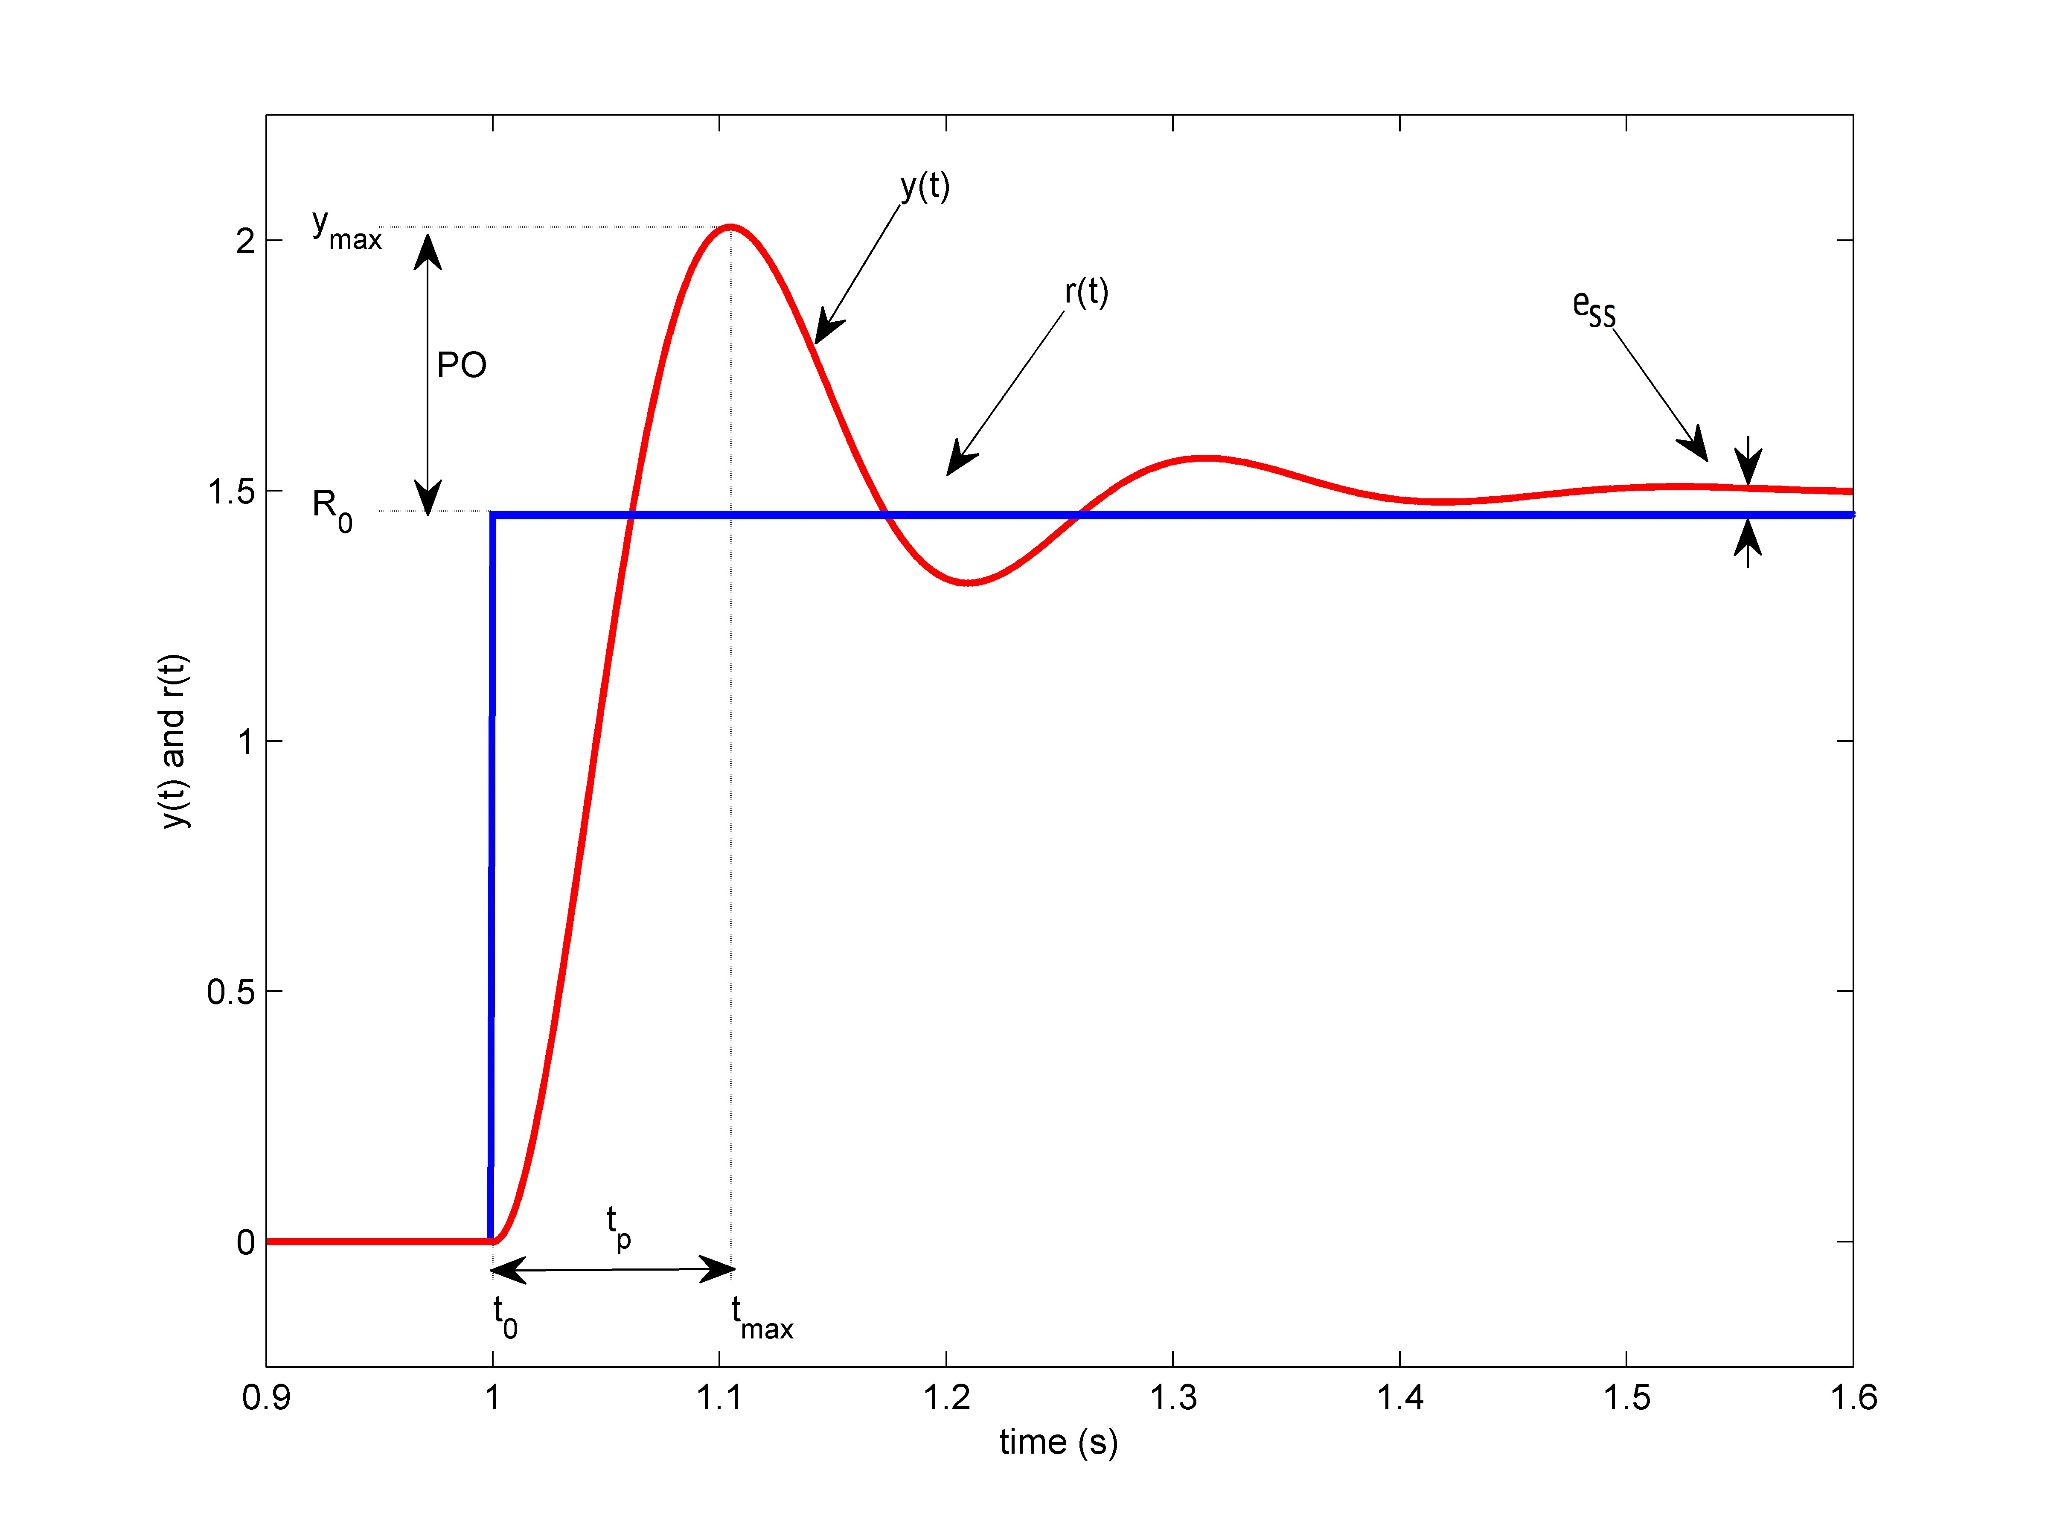 y(t)
y_max
2
r(t)
e_SS
PO
1.5
R_0
y(t) and r(t)
1
0.5
t_p
0
t_0
t_max
0.9 1 1.1 1.2 1.3 1.4 1.5 1.6
time (s)